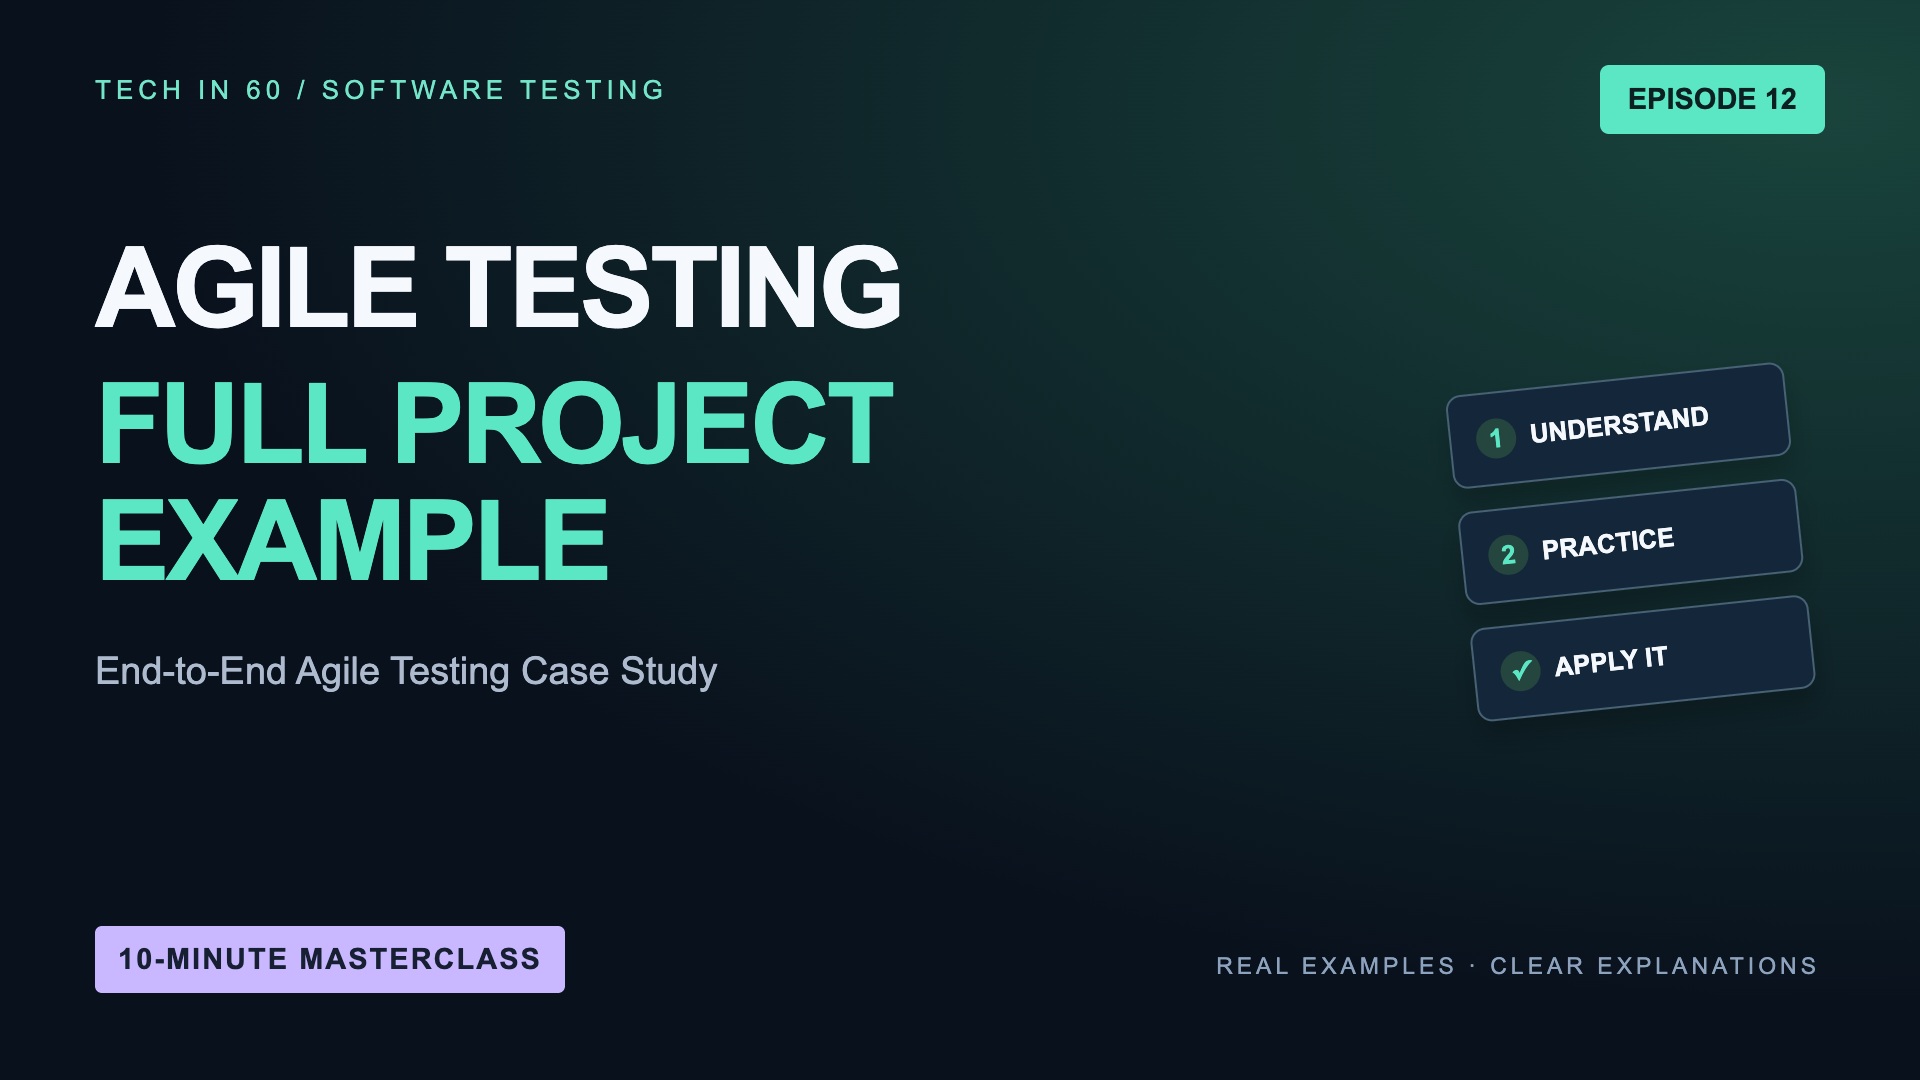 TECH IN 60 / SOFTWARE TESTING
EPISODE 12
AGILE TESTING
FULL PROJECT
EXAMPLE
End-to-End Agile Testing Case Study
1 UNDERSTAND
2 PRACTICE
✓ APPLY IT
10-MINUTE MASTERCLASS
REAL EXAMPLES · CLEAR EXPLANATIONS